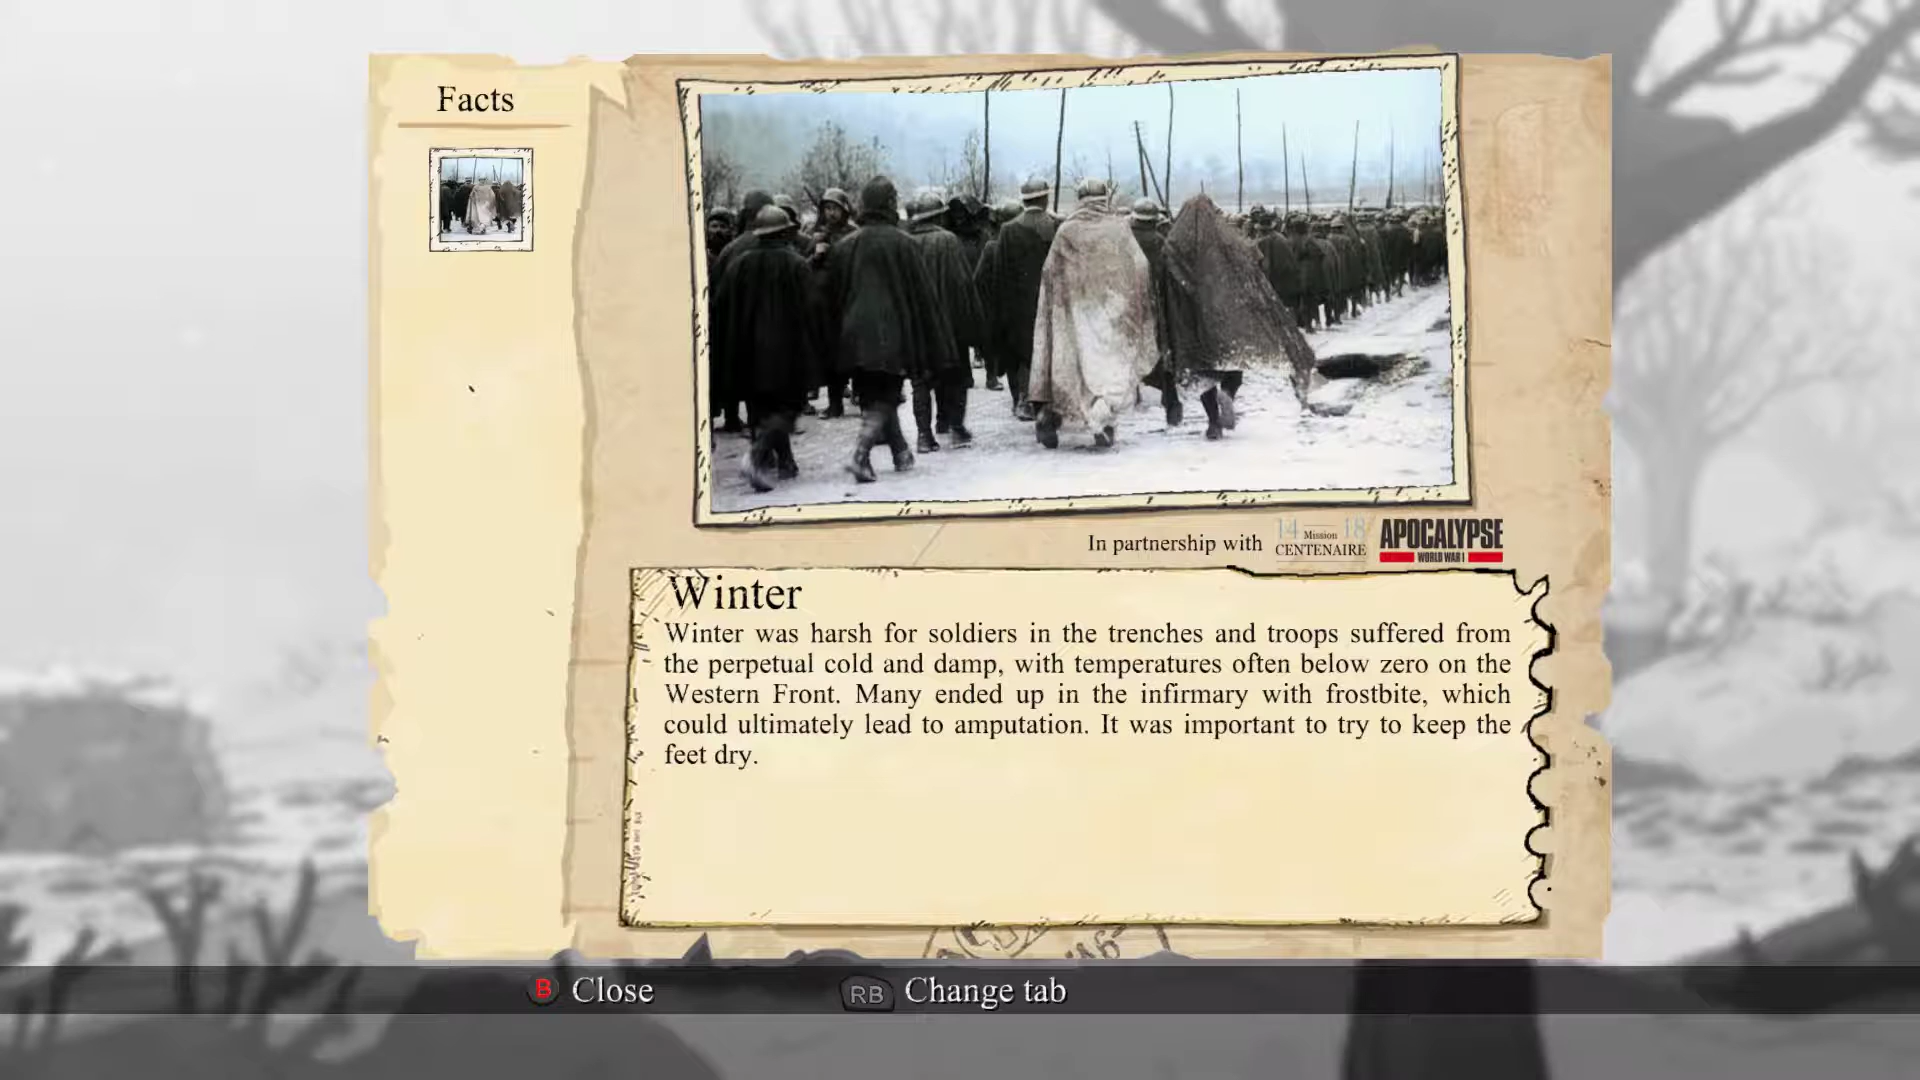 Facts
In partnership with
14 Mission 18
CENTENAIRE
APOCALYPSE
WORLD WAR I
Winter
Winter was harsh for soldiers in the trenches and troops suffered from
the perpetual cold and damp, with temperatures often below zero on the
Western Front. Many ended up in the infirmary with frostbite, which
could ultimately lead to amputation. It was important to try to keep the
feet dry.
B Close
RB Change tab